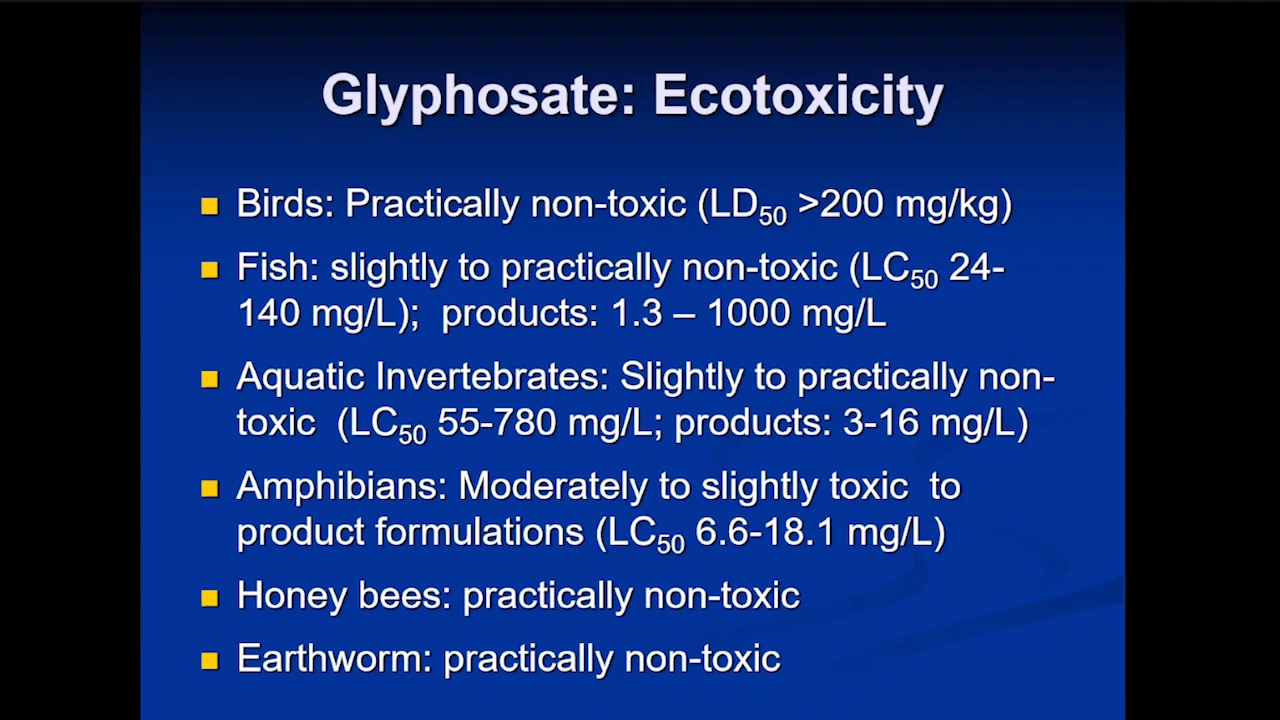 Glyphosate: Ecotoxicity
Birds: Practically non-toxic (LD50 >200 mg/kg)
Fish: slightly to practically non-toxic (LC50 24-
140 mg/L);  products: 1.3 – 1000 mg/L
Aquatic Invertebrates: Slightly to practically non-
toxic  (LC50 55-780 mg/L; products: 3-16 mg/L)
Amphibians: Moderately to slightly toxic  to
product formulations (LC50 6.6-18.1 mg/L)
Honey bees: practically non-toxic
Earthworm: practically non-toxic